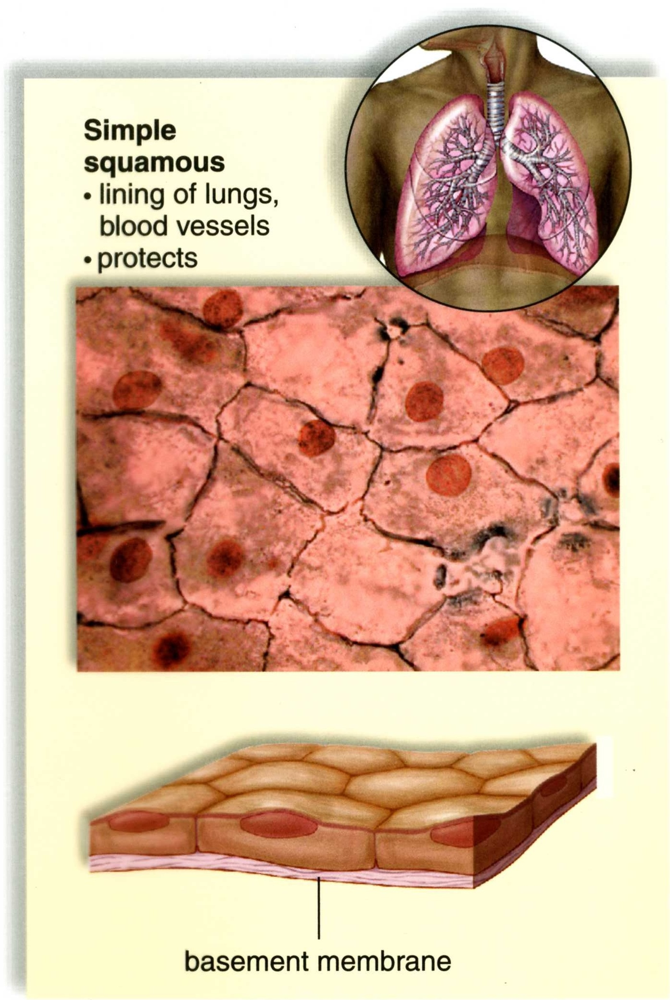 Simple
squamous
• lining of lungs,
blood vessels
• protects
basement membrane